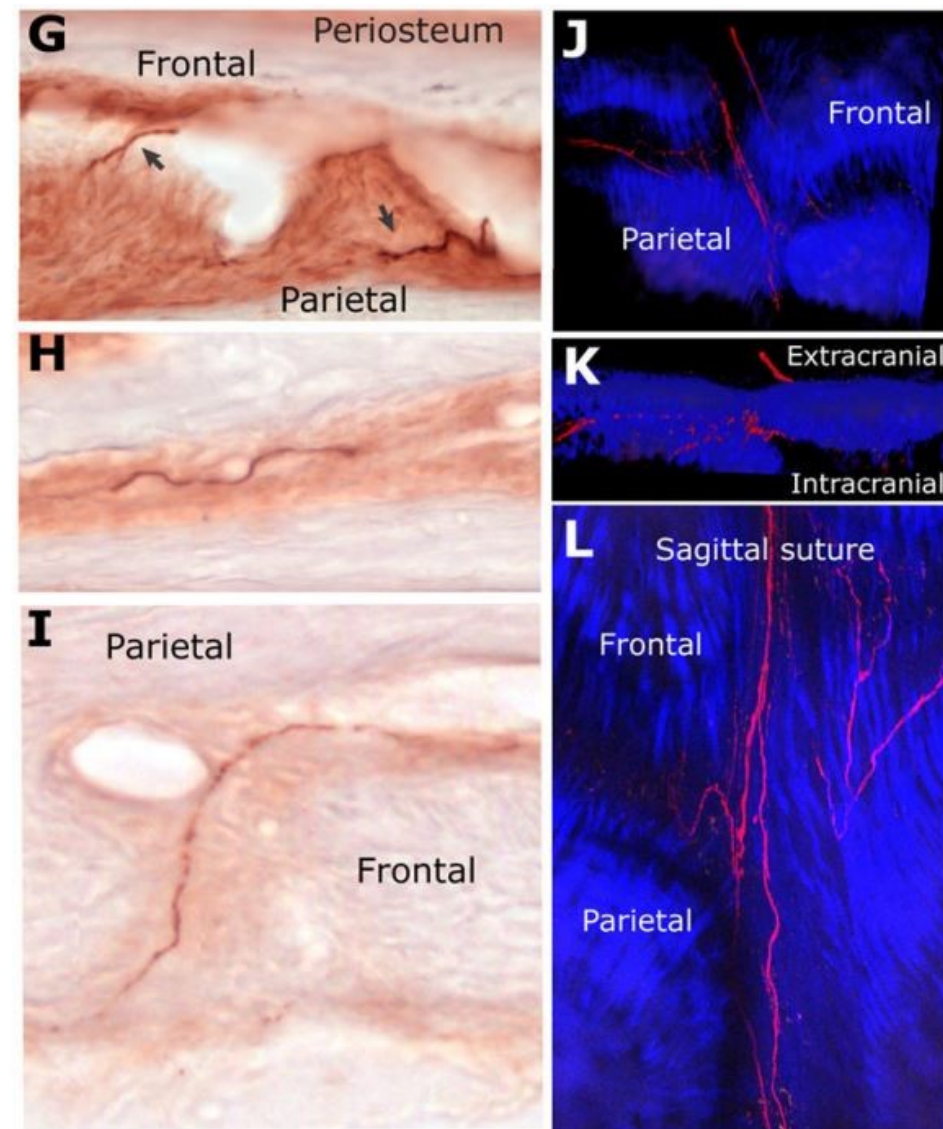 G
Periosteum
Frontal
Parietal
H
I
Parietal
Frontal
J
Frontal
Parietal
K
Extracranial
Intracranial
L
Sagittal suture
Frontal
Parietal